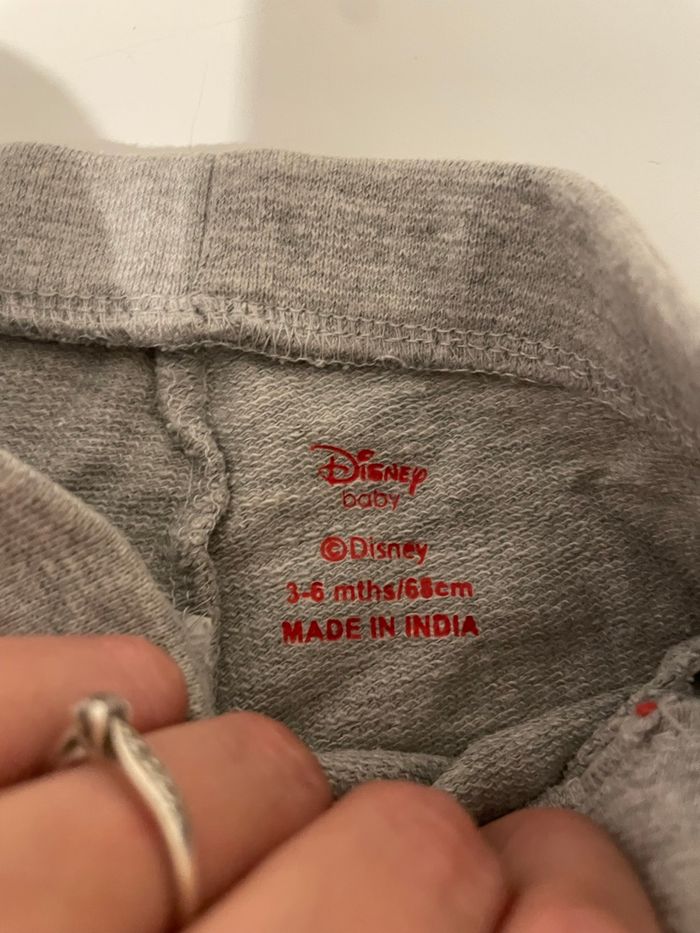 Disney
baby
©Disney
3-6 mths/68cm
MADE IN INDIA